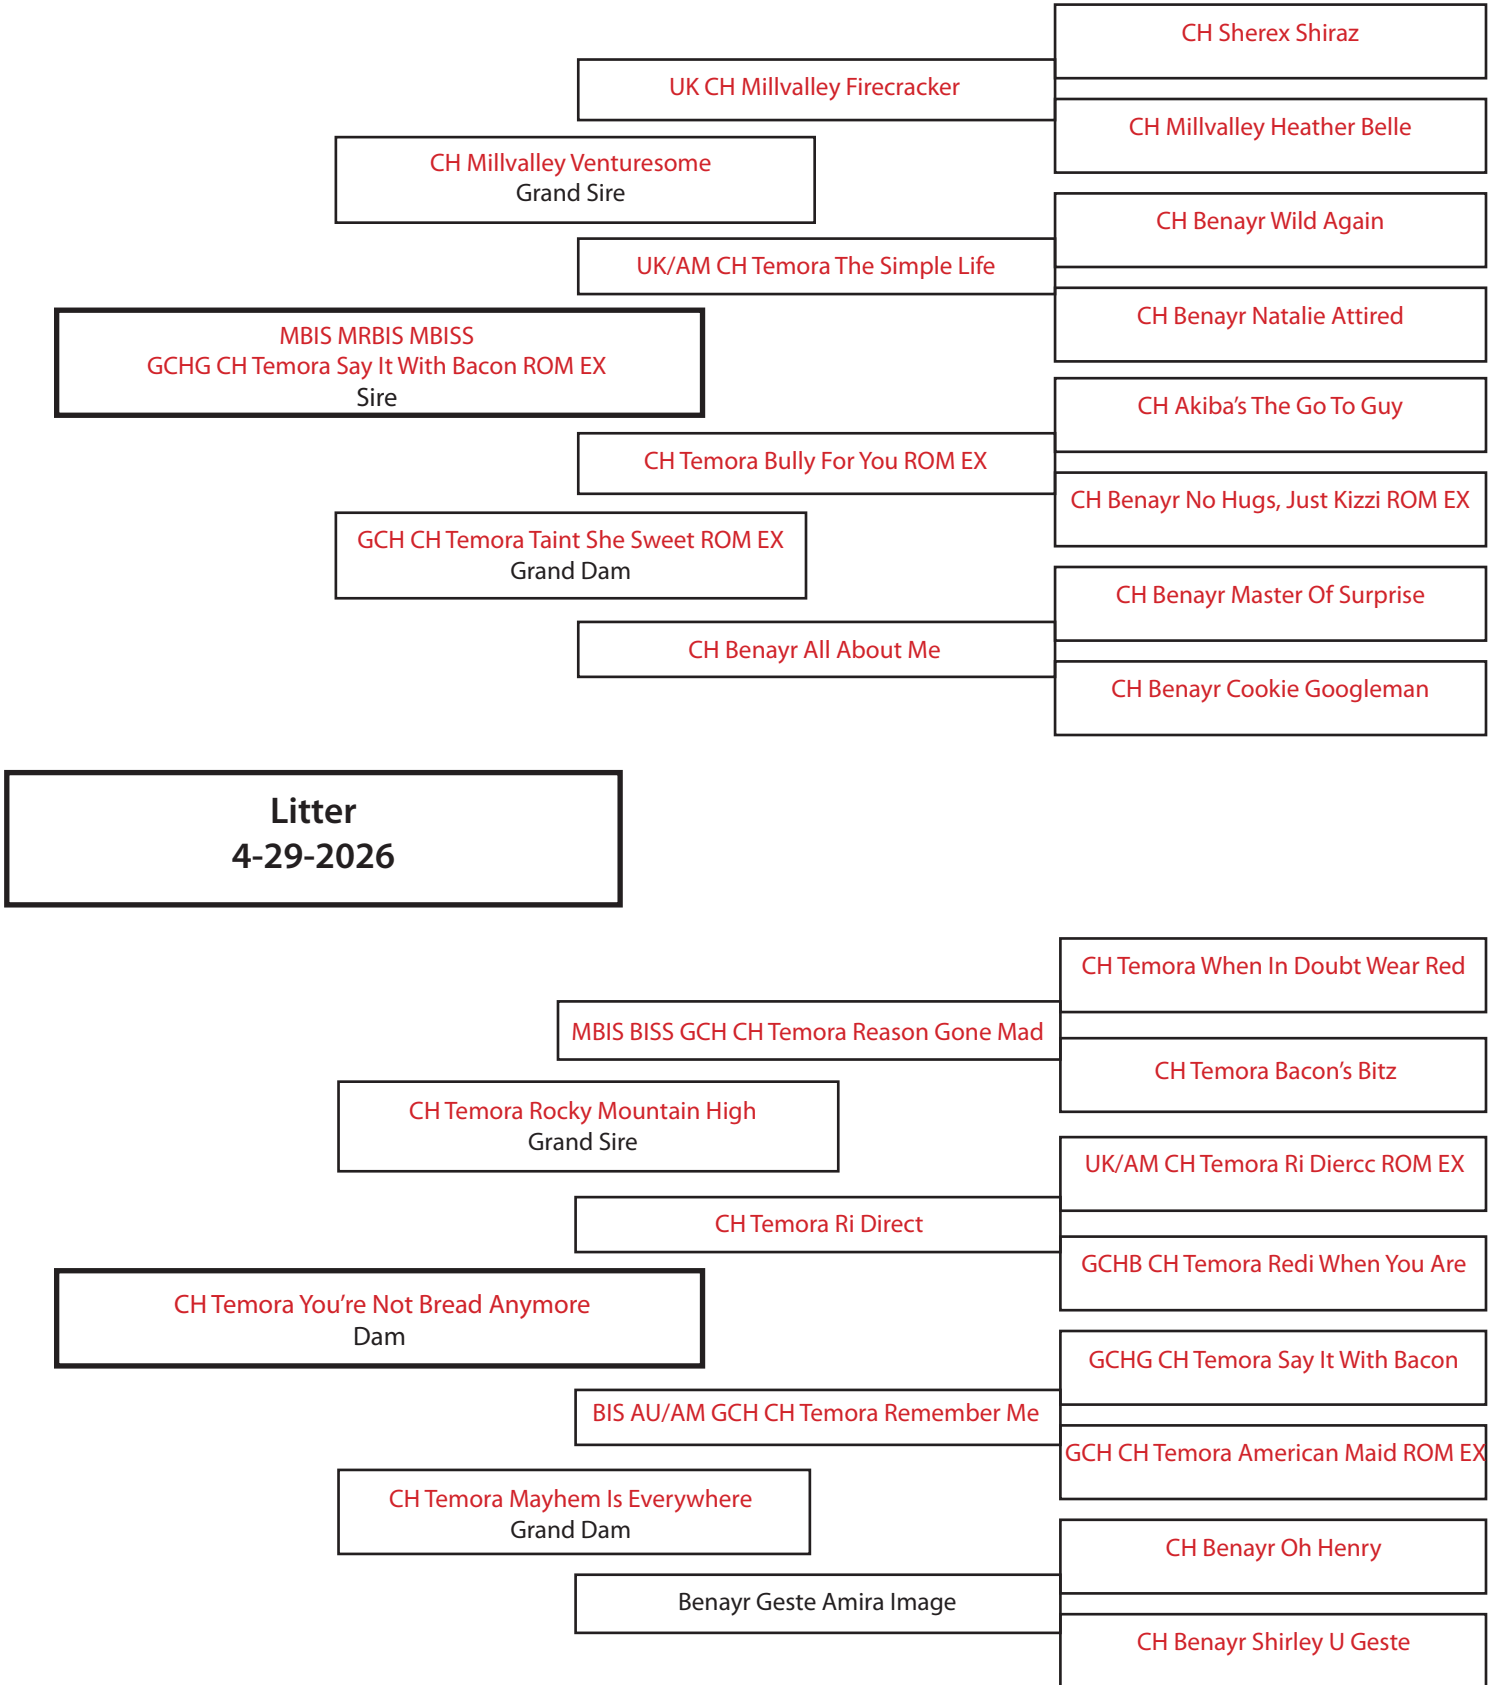 CH Sherex Shiraz
UK CH Millvalley Firecracker
CH Millvalley Heather Belle
CH Millvalley Venturesome
Grand Sire
CH Benayr Wild Again
UK/AM CH Temora The Simple Life
CH Benayr Natalie Attired
MBIS MRBIS MBISS
GCHG CH Temora Say It With Bacon ROM EX
Sire
CH Akiba's The Go To Guy
CH Temora Bully For You ROM EX
CH Benayr No Hugs, Just Kizzi ROM EX
GCH CH Temora Taint She Sweet ROM EX
Grand Dam
CH Benayr Master Of Surprise
CH Benayr All About Me
CH Benayr Cookie Googleman
Litter
4-29-2026
CH Temora When In Doubt Wear Red
MBIS BISS GCH CH Temora Reason Gone Mad
CH Temora Bacon's Bitz
CH Temora Rocky Mountain High
Grand Sire
UK/AM CH Temora Ri Diercc ROM EX
CH Temora Ri Direct
GCHB CH Temora Redi When You Are
CH Temora You're Not Bread Anymore
Dam
GCHG CH Temora Say It With Bacon
BIS AU/AM GCH CH Temora Remember Me
GCH CH Temora American Maid ROM EX
CH Temora Mayhem Is Everywhere
Grand Dam
CH Benayr Oh Henry
Benayr Geste Amira Image
CH Benayr Shirley U Geste